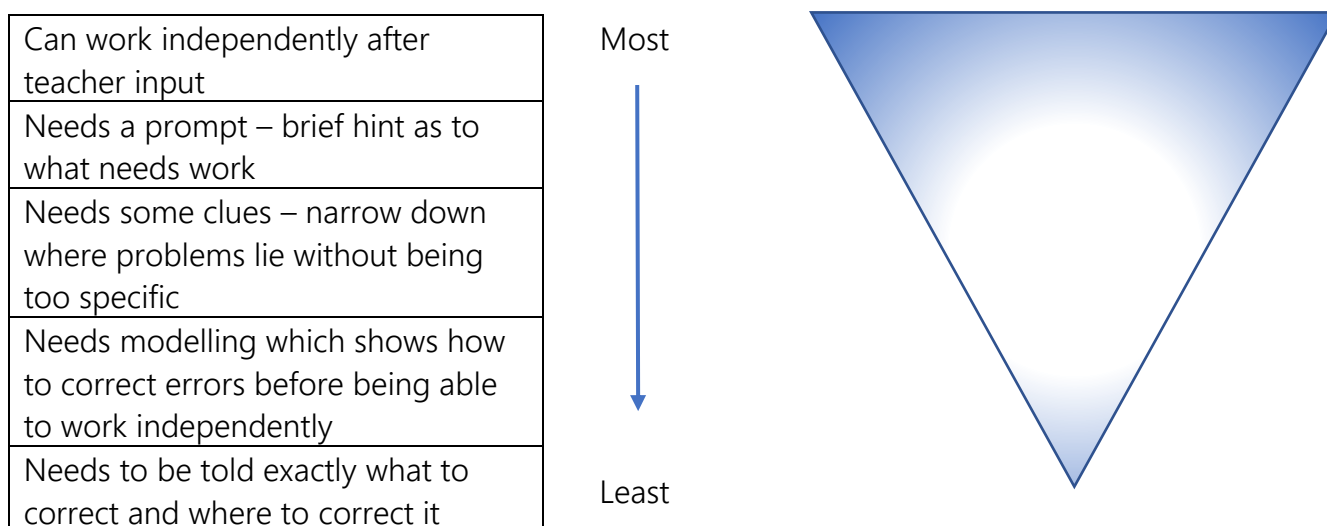 Can work independently after
teacher input
Needs a prompt – brief hint as to
what needs work
Needs some clues – narrow down
where problems lie without being
too specific
Needs modelling which shows how
to correct errors before being able
to work independently
Needs to be told exactly what to
correct and where to correct it
Most
Least